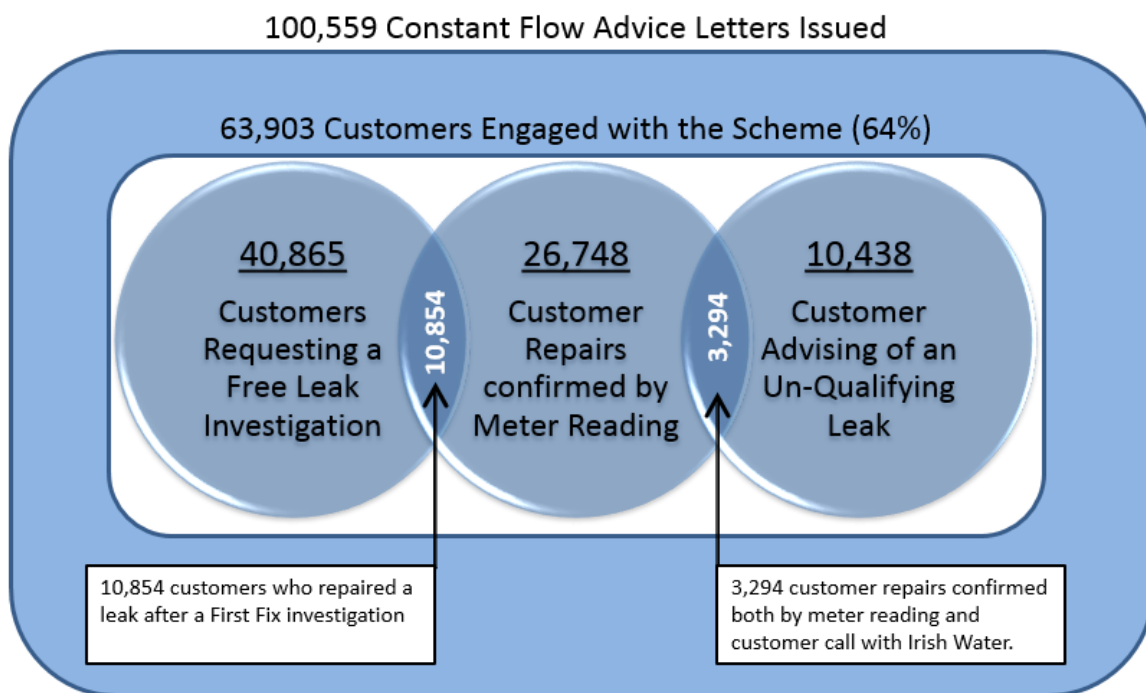 100,559 Constant Flow Advice Letters Issued
63,903 Customers Engaged with the Scheme (64%)
40,865
Customers
Requesting a
Free Leak
Investigation
10,854
26,748
Customer
Repairs
confirmed by
Meter Reading
3,294
10,438
Customer
Advising of an
Un-Qualifying
Leak
10,854 customers who repaired a
leak after a First Fix investigation
3,294 customer repairs confirmed
both by meter reading and
customer call with Irish Water.